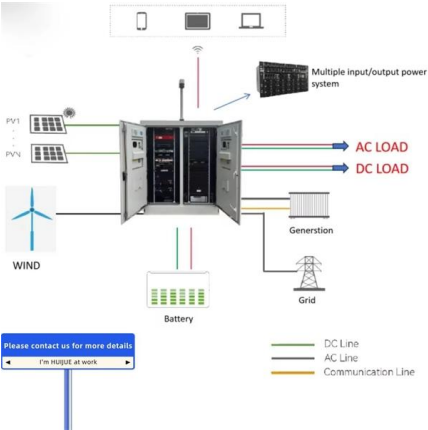 Multiple input/output power
system
PV1
PVN
AC LOAD
DC LOAD
WIND
Generstion
Grid
Battery
Please contact us for more details
I'm HUIJUE at work
DC Line
AC Line
Communication Line